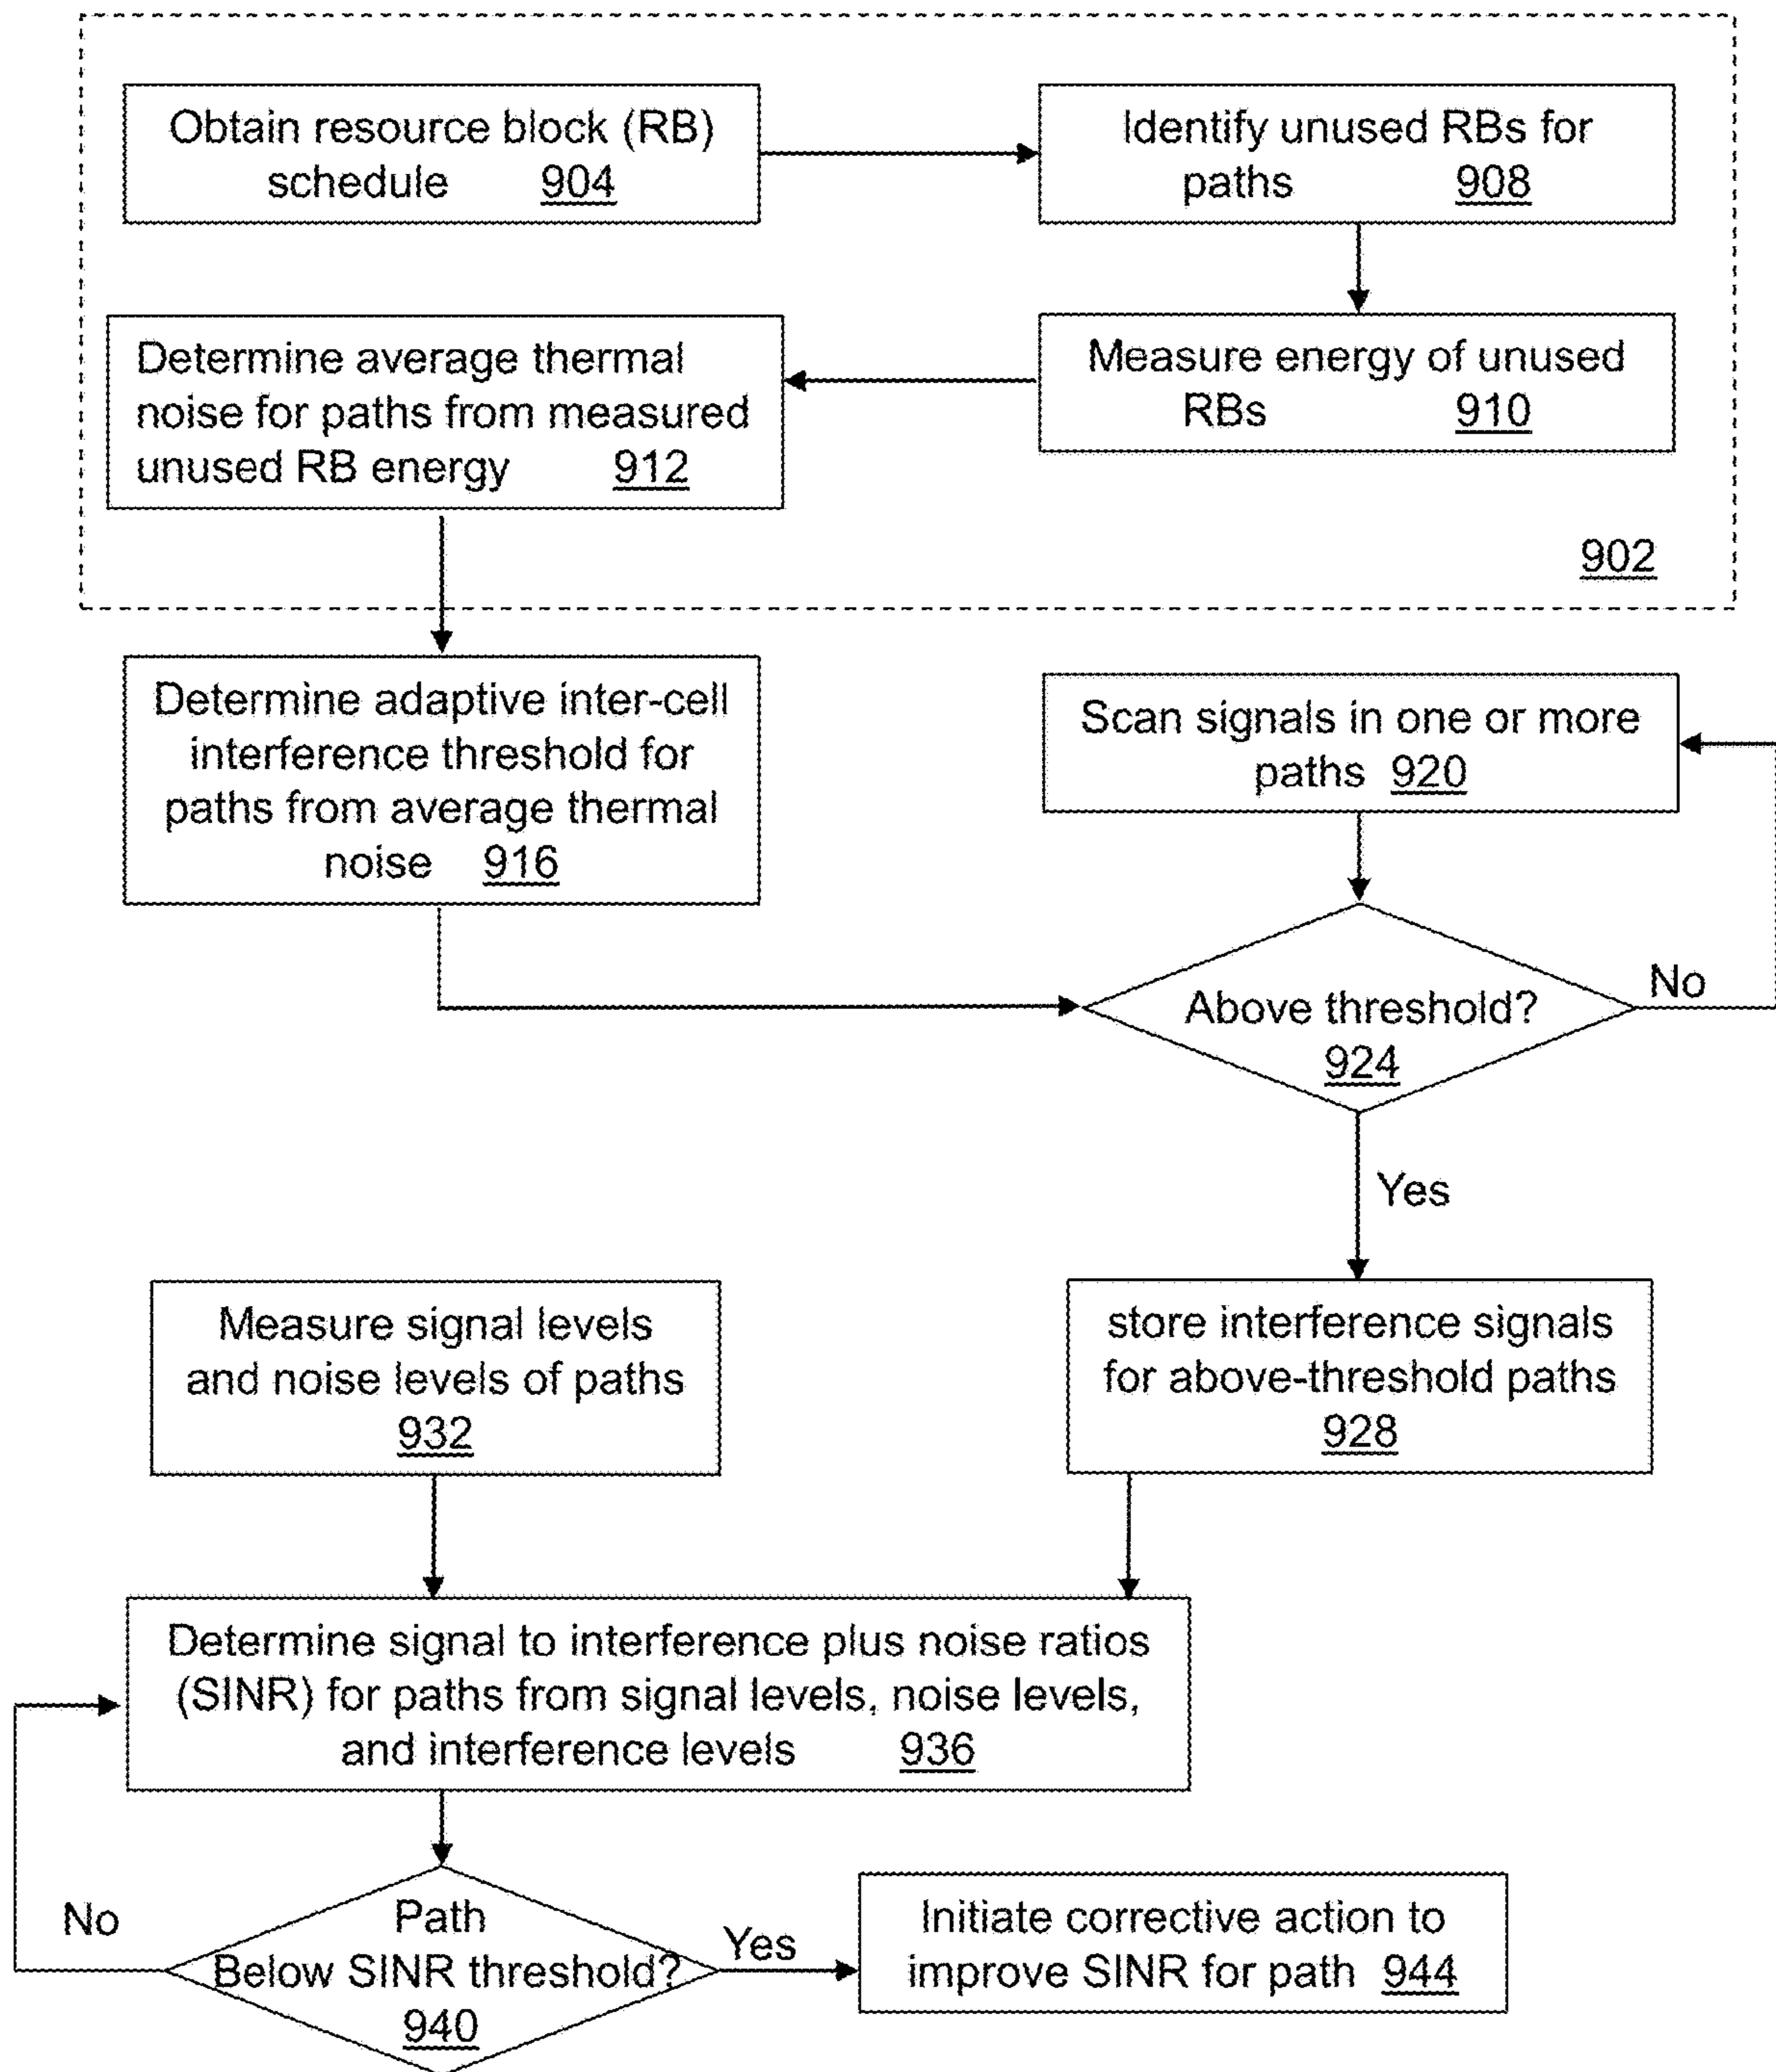 Obtain resource block (RB)
schedule 904
Identify unused RBs for
paths 908
Determine average thermal
noise for paths from measured
unused RB energy 912
Measure energy of unused
RBs 910
902
Determine adaptive inter-cell
interference threshold for
paths from average thermal
noise 916
Scan signals in one or more
paths 920
Above threshold?
924
No
Yes
Measure signal levels
and noise levels of paths
932
store interference signals
for above-threshold paths
928
Determine signal to interference plus noise ratios
(SINR) for paths from signal levels, noise levels,
and interference levels 936
No
Path
Below SINR threshold?
940
Yes
Initiate corrective action to
improve SINR for path 944